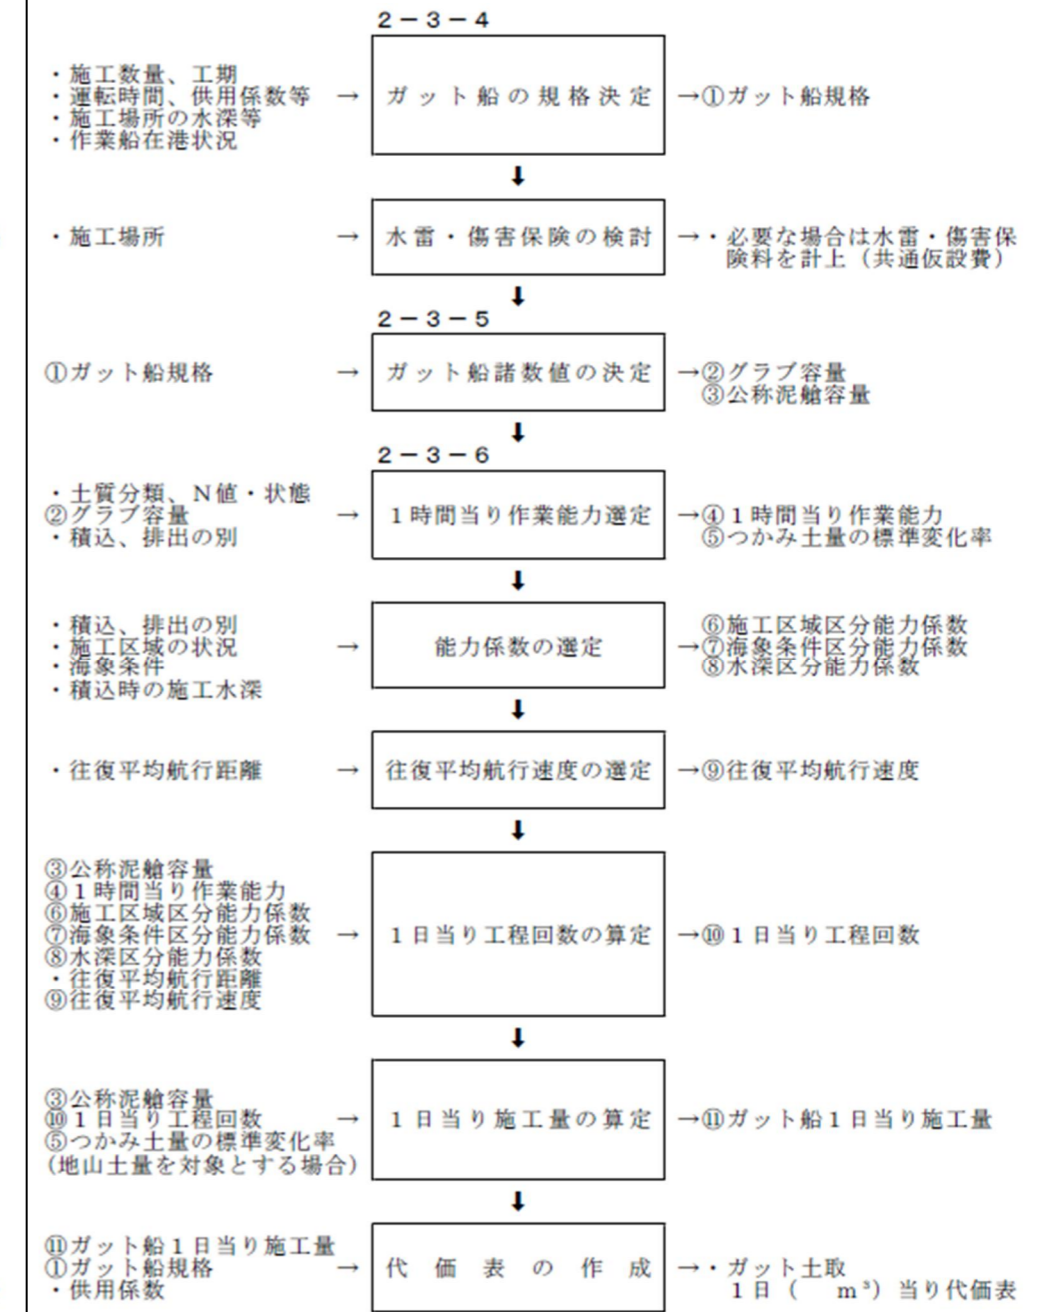 2－3－4
・施工数量、工期
・運転時間、供用係数等 → ガット船の規格決定 →①ガット船規格
・施工場所の水深等
・作業船在港状況
⬇
・施工場所 → 水雷・傷害保険の検討 →・必要な場合は水雷・傷害保
険料を計上（共通仮設費）
⬇
2－3－5
①ガット船規格 → ガット船諸数値の決定 →②グラブ容量
③公称泥艙容量
⬇
2－3－6
・土質分類、Ｎ値・状態
②グラブ容量 → 1時間当り作業能力選定 →④1時間当り作業能力
・積込、排出の別 ⑤つかみ土量の標準変化率
⬇
・積込、排出の別 ⑥施工区域区分能力係数
・施工区域の状況 → 能力係数の選定 →⑦海象条件区分能力係数
・海象条件 ⑧水深区分能力係数
・積込時の施工水深
⬇
・往復平均航行距離 → 往復平均航行速度の選定 →⑨往復平均航行速度
⬇
③公称泥艙容量
④1時間当り作業能力
⑥施工区域区分能力係数
⑦海象条件区分能力係数 → 1日当り工程回数の算定 →⑩1日当り工程回数
⑧水深区分能力係数
・往復平均航行距離
⑨往復平均航行速度
⬇
③公称泥艙容量
⑩1日当り工程回数 → 1日当り施工量の算定 →⑪ガット船1日当り施工量
⑤つかみ土量の標準変化率
（地山土量を対象とする場合）
⬇
⑪ガット船1日当り施工量
①ガット船規格 → 代価表の作成 →・ガット土取
・供用係数 1日（　ｍ³）当り代価表